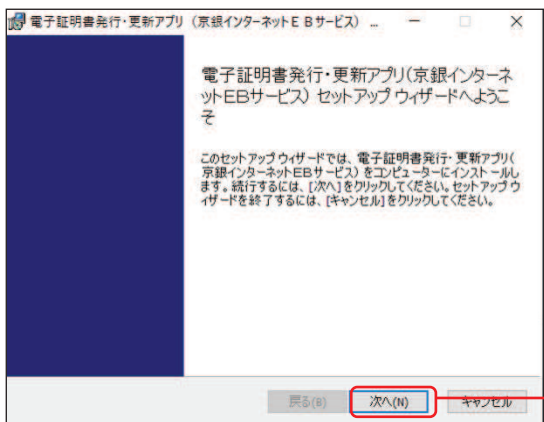 電子証明書発行・更新アプリ（京銀インターネットＥＢサービス） ...
電子証明書発行・更新アプリ(京銀インターネ
ットEBサービス) セットアップ ウィザードへようこ
そ
このセットアップ ウィザードでは、電子証明書発行・更新アプリ(
京銀インターネットEBサービス) をコンピューターにインストールし
ます。続行するには、[次へ] をクリックしてください。セットアップ ウ
ィザードを終了するには、[キャンセル] をクリックしてください。
戻る(B) 次へ(N) キャンセル